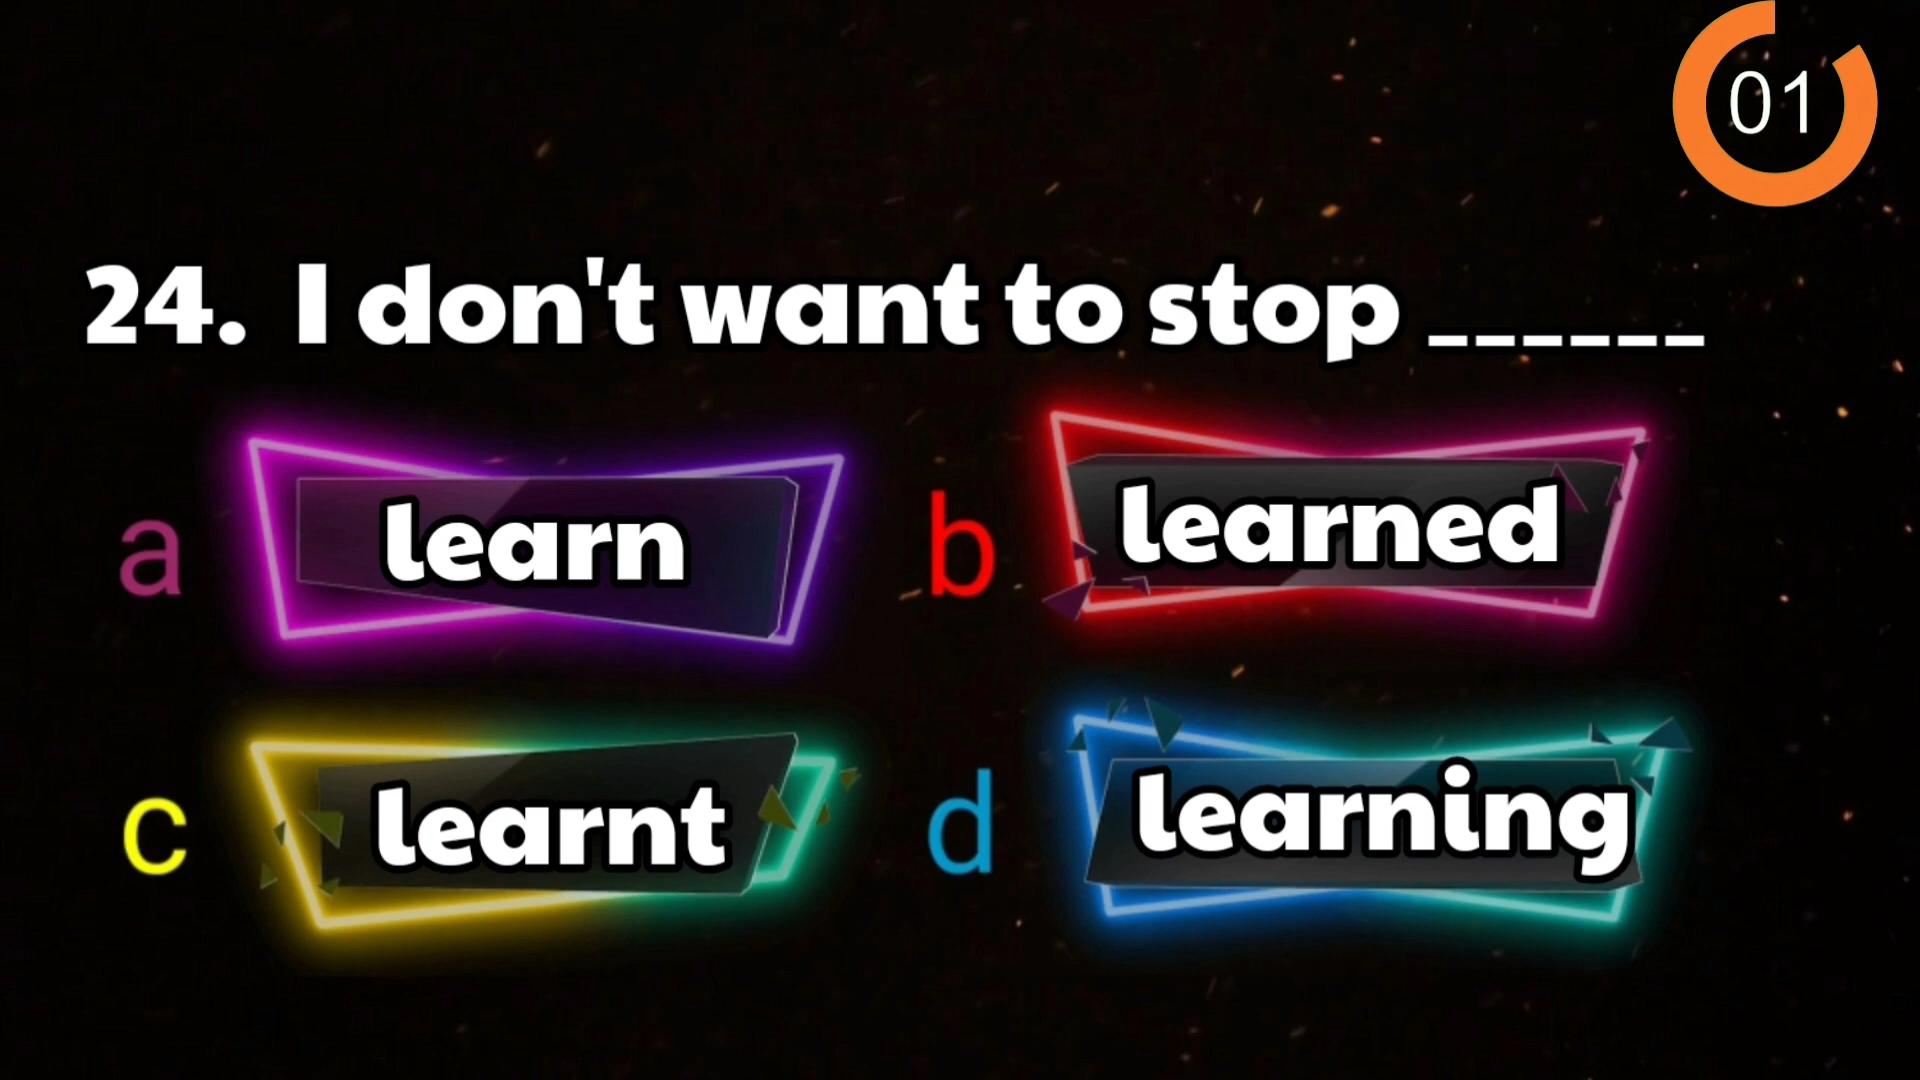 01
24. I don't want to stop ______
a learn
b learned
c learnt
d learning